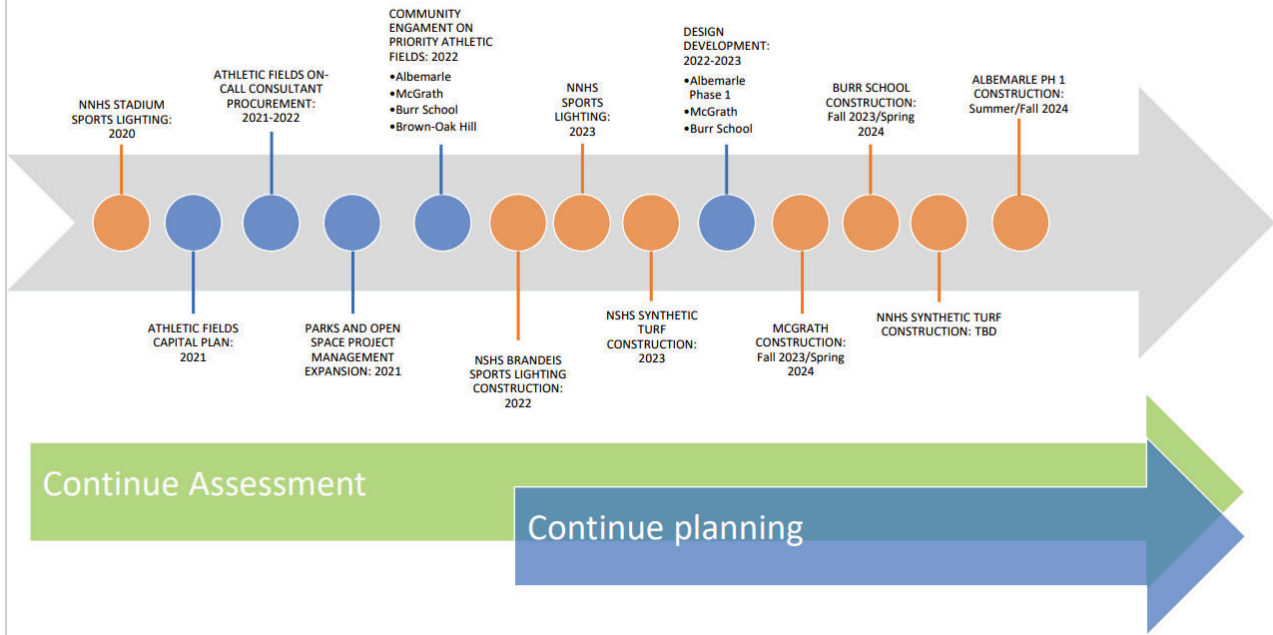 NNHS STADIUM
SPORTS LIGHTING:
2020
ATHLETIC FIELDS
CAPITAL PLAN:
2021
ATHLETIC FIELDS ON-
CALL CONSULTANT
PROCUREMENT:
2021-2022
PARKS AND OPEN
SPACE PROJECT
MANAGEMENT
EXPANSION: 2021
COMMUNITY
ENGAMENT ON
PRIORITY ATHLETIC
FIELDS: 2022
•Albemarle
•McGrath
•Burr School
•Brown-Oak Hill
NSHS BRANDEIS
SPORTS LIGHTING
CONSTRUCTION:
2022
NNHS
SPORTS
LIGHTING:
2023
NSHS SYNTHETIC
TURF
CONSTRUCTION:
2023
DESIGN
DEVELOPMENT:
2022-2023
•Albemarle
Phase 1
•McGrath
•Burr School
MCGRATH
CONSTRUCTION:
Fall 2023/Spring
2024
BURR SCHOOL
CONSTRUCTION:
Fall 2023/Spring
2024
NNHS SYNTHETIC TURF
CONSTRUCTION: TBD
ALBEMARLE PH 1
CONSTRUCTION:
Summer/Fall 2024
Continue Assessment
Continue planning